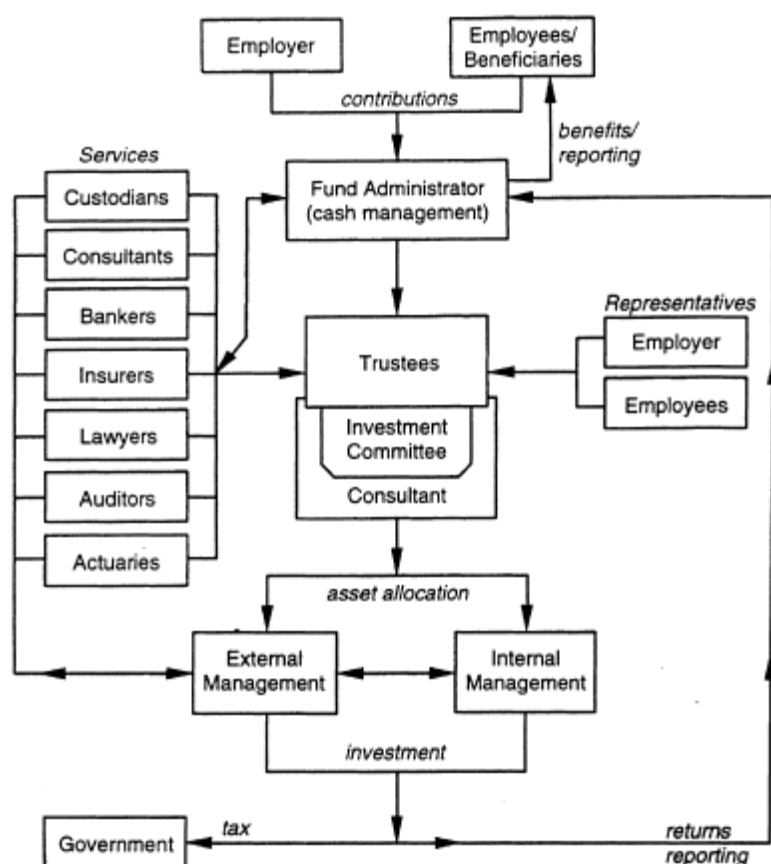 Employer
Employees/
Beneficiaries
contributions
benefits/
reporting
Services
Custodians
Consultants
Bankers
Insurers
Lawyers
Auditors
Actuaries
Fund Administrator
(cash management)
Trustees
Investment
Committee
Consultant
Representatives
Employer
Employees
asset allocation
External
Management
Internal
Management
investment
Government
tax
returns
reporting